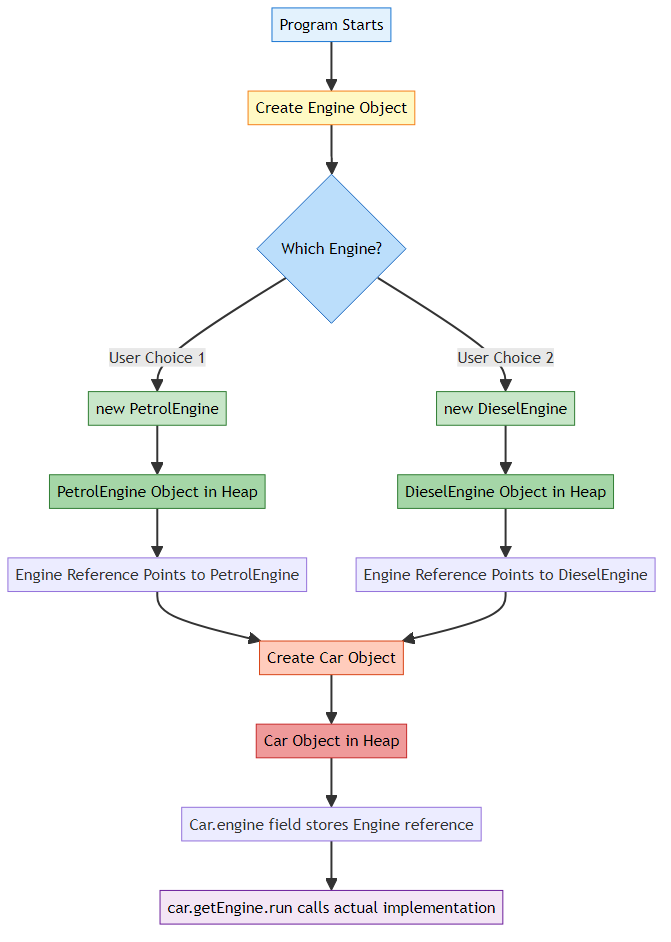 Program Starts
Create Engine Object
Which Engine?
User Choice 1
User Choice 2
new PetrolEngine
new DieselEngine
PetrolEngine Object in Heap
DieselEngine Object in Heap
Engine Reference Points to PetrolEngine
Engine Reference Points to DieselEngine
Create Car Object
Car Object in Heap
Car.engine field stores Engine reference
car.getEngine.run calls actual implementation